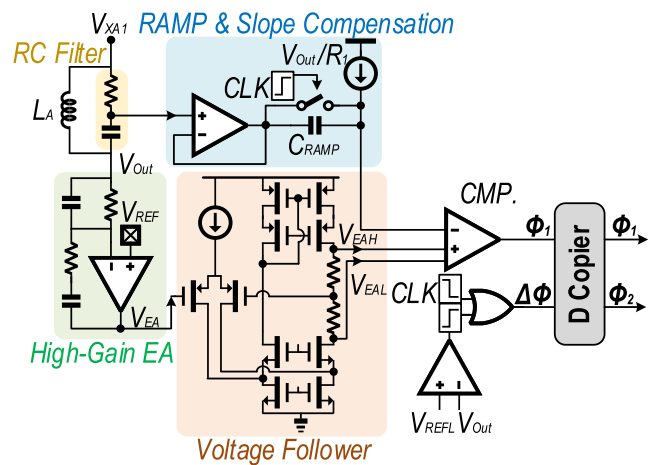 V_XA1
RAMP & Slope Compensation
RC Filter
V_Out/R_1
CLK
L_A
+
−
C_RAMP
V_Out
V_REF
−
+
V_EA
High-Gain EA
V_EAH
V_EAL
Voltage Follower
CMP.
−
+
+
Φ_1
D Copier
Φ_1
CLK
ΔΦ
Φ_2
+
−
V_REFL
V_Out